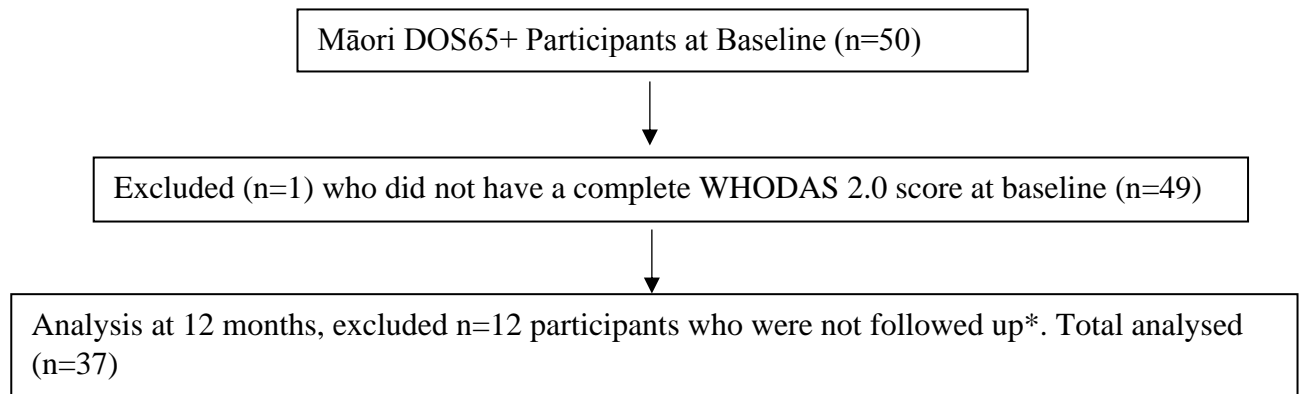 Māori DOS65+ Participants at Baseline (n=50)
Excluded (n=1) who did not have a complete WHODAS 2.0 score at baseline (n=49)
Analysis at 12 months, excluded n=12 participants who were not followed up*. Total analysed
(n=37)